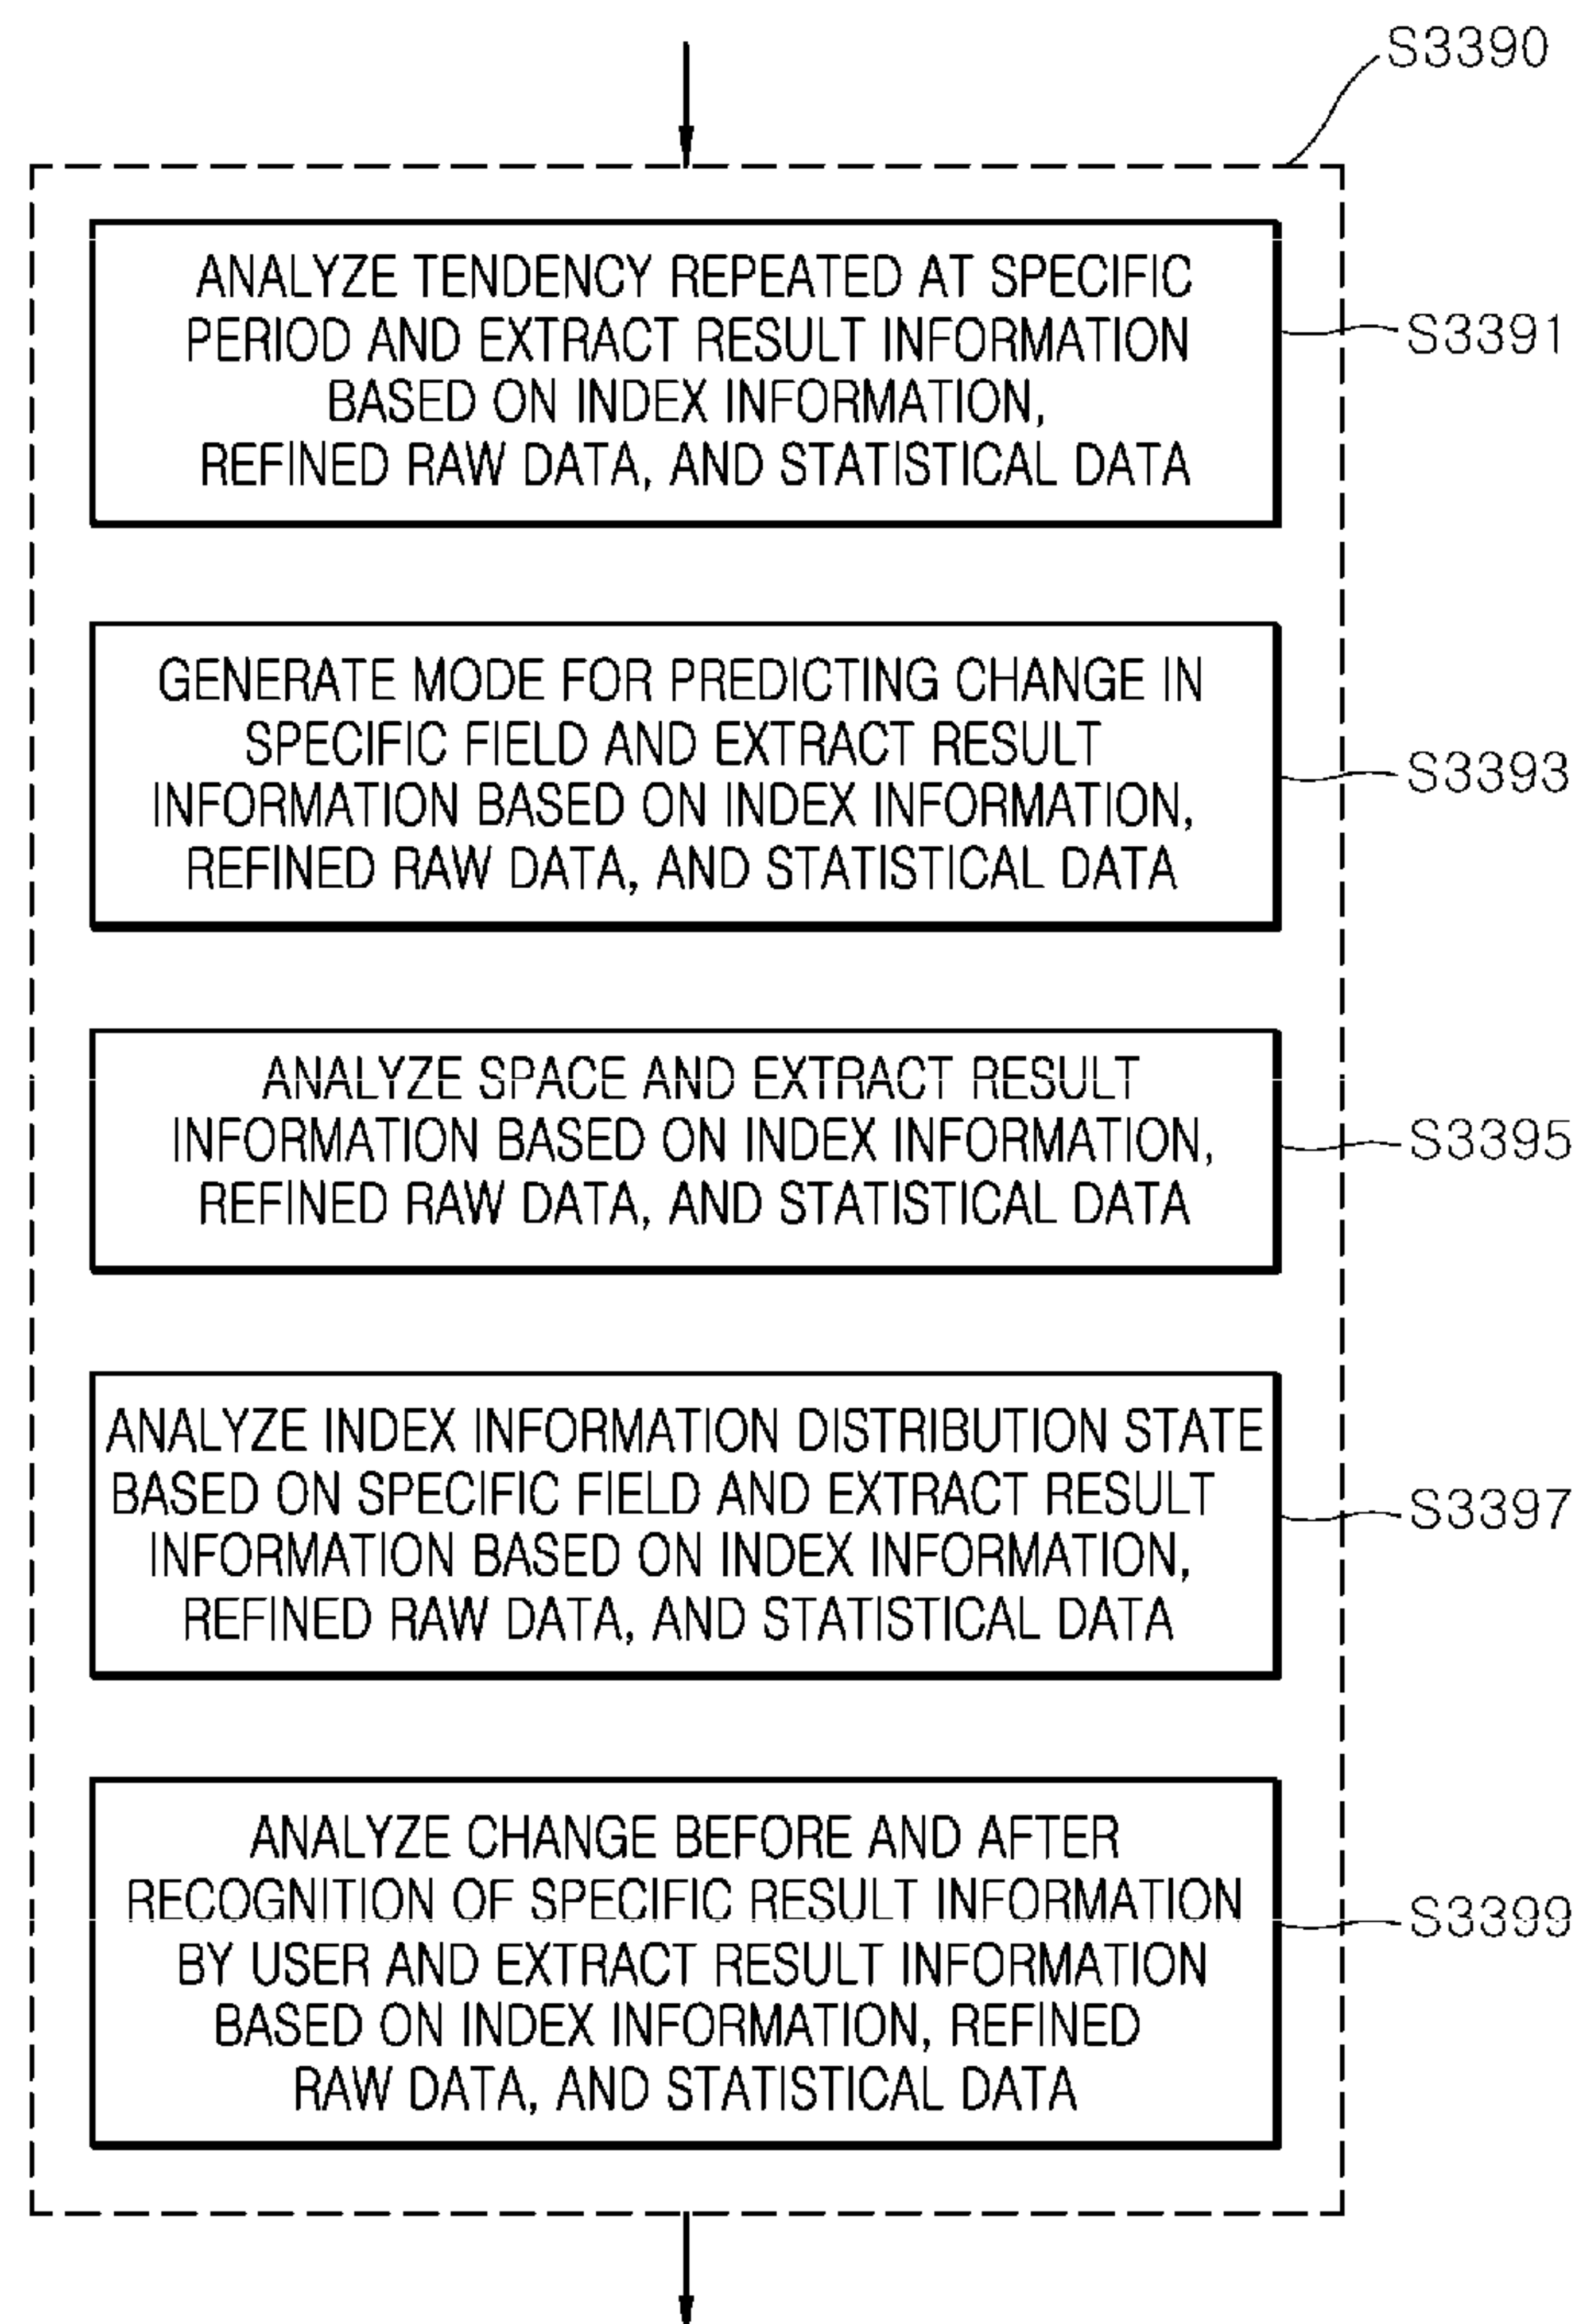 S3390
ANALYZE TENDENCY REPEATED AT SPECIFIC
PERIOD AND EXTRACT RESULT INFORMATION
BASED ON INDEX INFORMATION,
REFINED RAW DATA, AND STATISTICAL DATA
S3391
GENERATE MODE FOR PREDICTING CHANGE IN
SPECIFIC FIELD AND EXTRACT RESULT
INFORMATION BASED ON INDEX INFORMATION,
REFINED RAW DATA, AND STATISTICAL DATA
S3393
ANALYZE SPACE AND EXTRACT RESULT
INFORMATION BASED ON INDEX INFORMATION,
REFINED RAW DATA, AND STATISTICAL DATA
S3395
ANALYZE INDEX INFORMATION DISTRIBUTION STATE
BASED ON SPECIFIC FIELD AND EXTRACT RESULT
INFORMATION BASED ON INDEX INFORMATION,
REFINED RAW DATA, AND STATISTICAL DATA
S3397
ANALYZE CHANGE BEFORE AND AFTER
RECOGNITION OF SPECIFIC RESULT INFORMATION
BY USER AND EXTRACT RESULT INFORMATION
BASED ON INDEX INFORMATION, REFINED
RAW DATA, AND STATISTICAL DATA
S3399